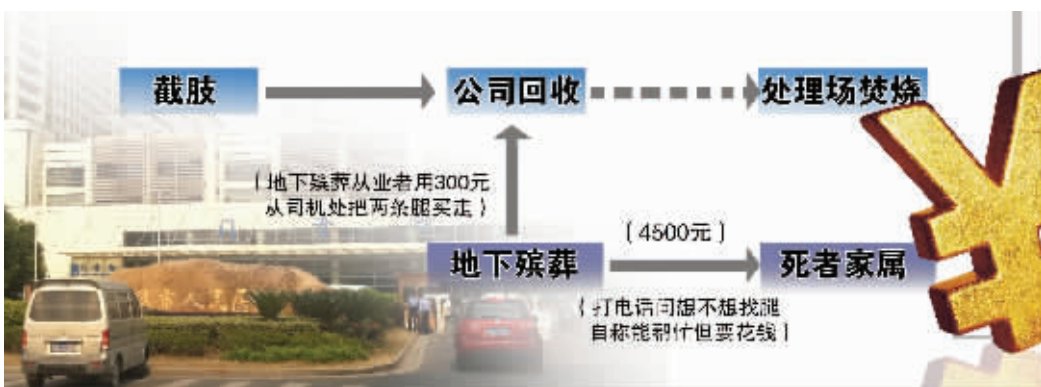 截肢
公司回收
处理场焚烧
(地下殡葬从业者用300元
从司机处把两条腿买走)
地下殡葬
(4500元)
死者家属
(打电话问想不想找腿
自称能帮忙但要花钱)
¥